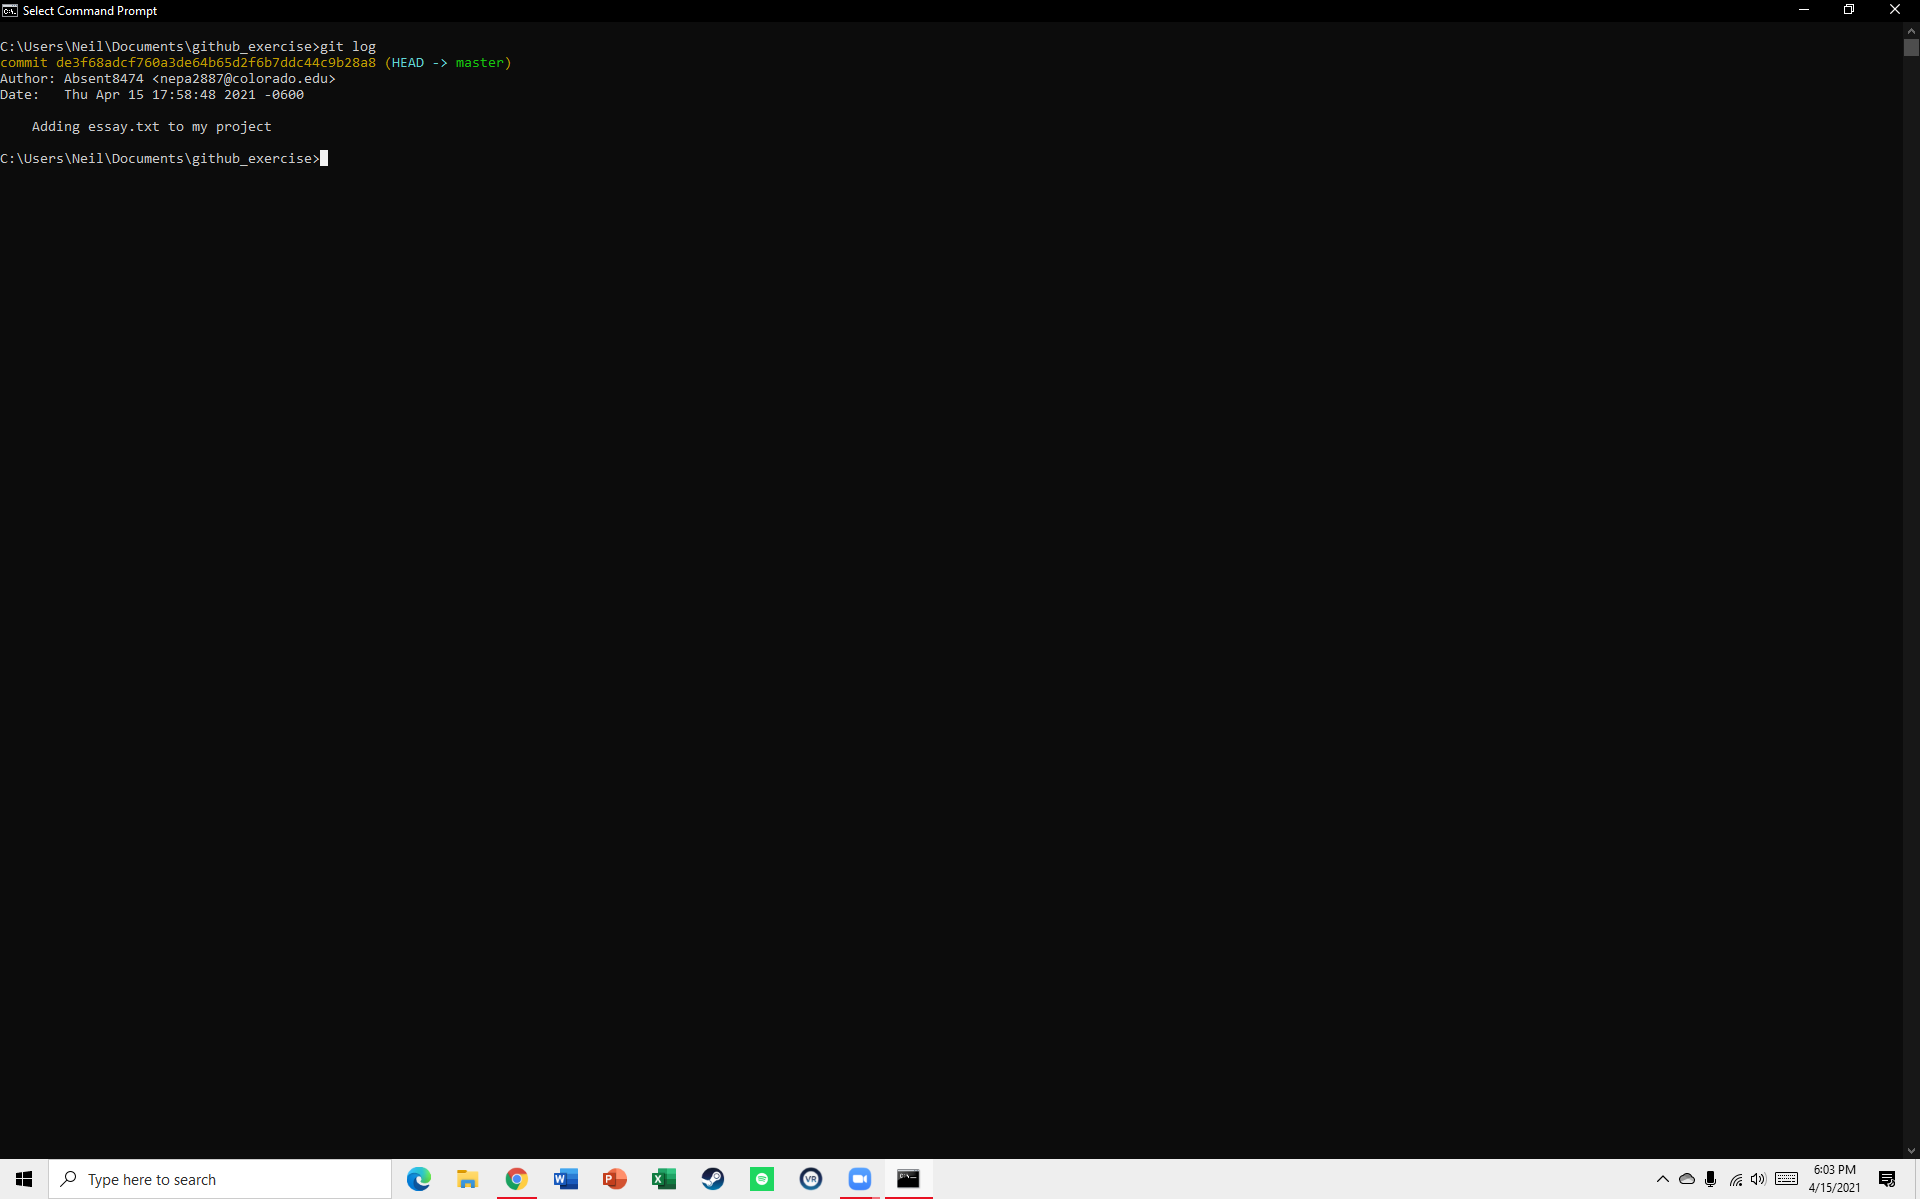 Select Command Prompt
C:\Users\Neil\Documents\github_exercise>git log
commit de3f68adcf760a3de64b65d2f6b7ddc44c9b28a8 (HEAD -> master)
Author: Absent8474 <nepa2887@colorado.edu>
Date:   Thu Apr 15 17:58:48 2021 -0600
    Adding essay.txt to my project
C:\Users\Neil\Documents\github_exercise>
Type here to search
W
P
X
VR
6:03 PM
4/15/2021